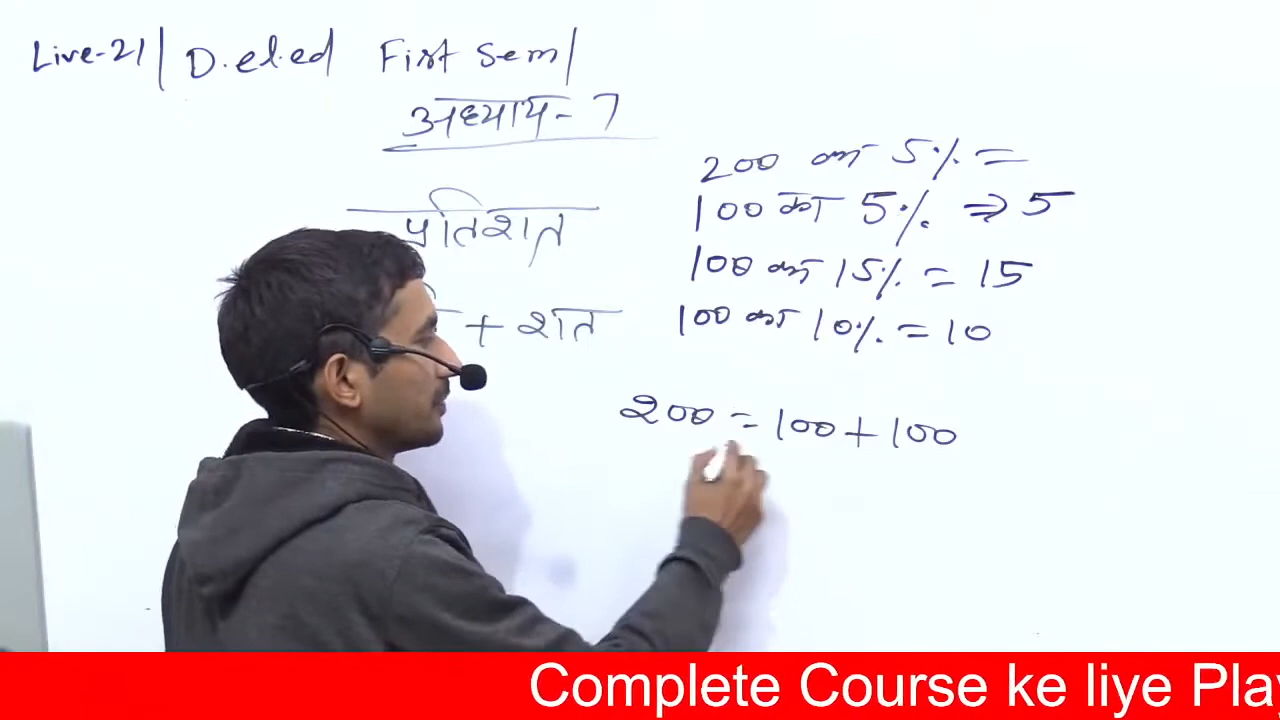 Live-21/ D.el.ed First Sem/
अध्याय- 7
प्रतिशत
+ शत
200 का 5% =
100 का 5% ⇒ 5
100 का 15% = 15
100 का 10% = 10
200 = 100 + 100
Complete Course ke liye Play